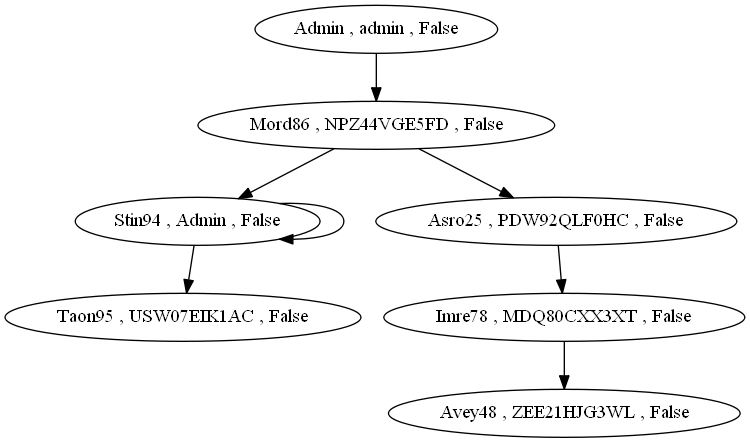 Admin , admin , False
Mord86 , NPZ44VGE5FD , False
Stin94 , Admin , False
Asro25 , PDW92QLF0HC , False
Taon95 , USW07EIK1AC , False
Imre78 , MDQ80CXX3XT , False
Avey48 , ZEE21HJG3WL , False